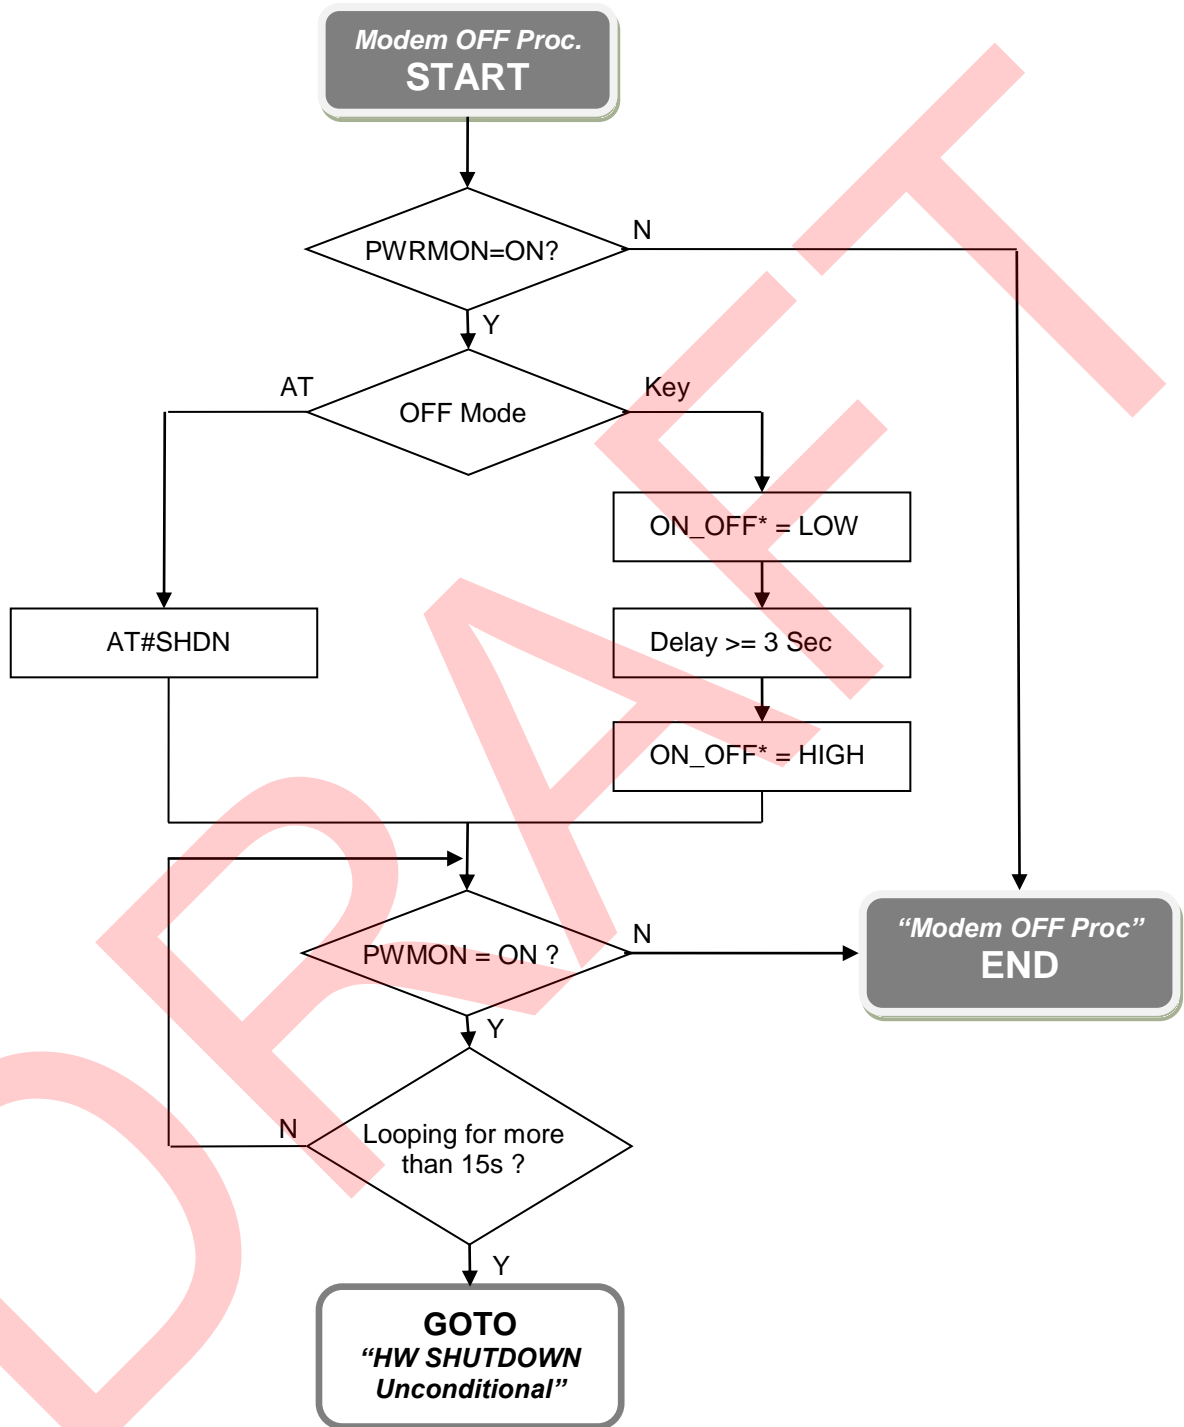 Modem OFF Proc.
START
PWRMON=ON?
N
Y
AT
OFF Mode
Key
ON_OFF* = LOW
AT#SHDN
Delay >= 3 Sec
ON_OFF* = HIGH
PWMON = ON ?
N
“Modem OFF Proc”
END
Y
N
Looping for more
than 15s ?
Y
GOTO
“HW SHUTDOWN
Unconditional”
DRAFT